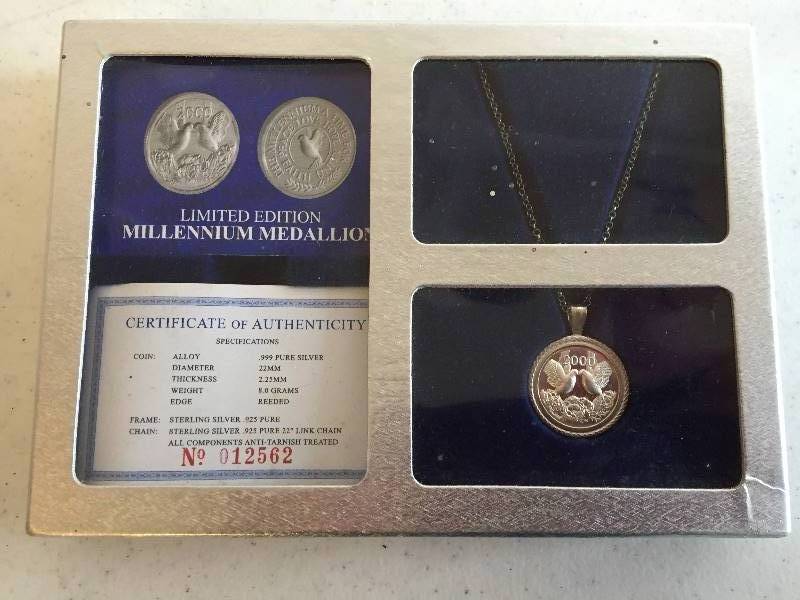 2000
LIMITED EDITION
MILLENNIUM MEDALLION
CERTIFICATE OF AUTHENTICITY
SPECIFICATIONS
COIN: ALLOY .999 PURE SILVER
DIAMETER 22MM
THICKNESS 2.25MM
WEIGHT 8.0 GRAMS
EDGE REEDED
FRAME: STERLING SILVER .925 PURE
CHAIN: STERLING SILVER .925 PURE 22" LINK CHAIN
ALL COMPONENTS ANTI-TARNISH TREATED
Nº 012562
2000